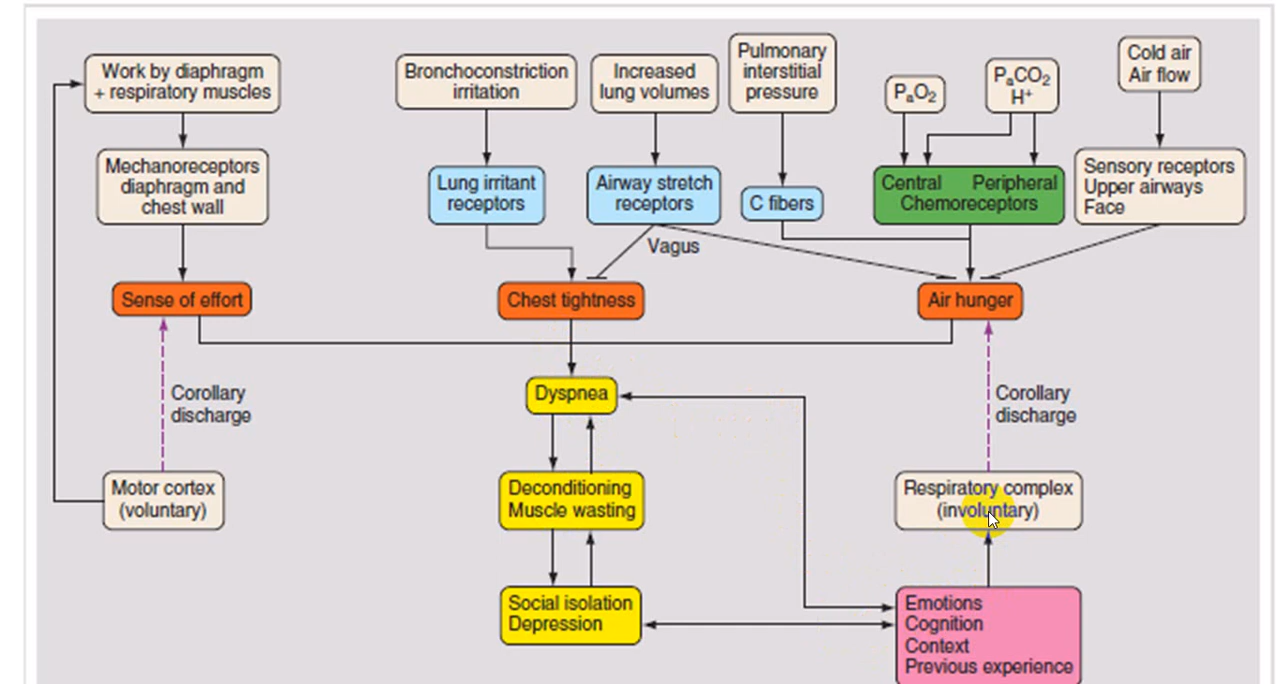 Work by diaphragm
+ respiratory muscles
Bronchoconstriction
irritation
Increased
lung volumes
Pulmonary
interstitial
pressure
PaO2
PaCO2
H+
Cold air
Air flow
Mechanoreceptors
diaphragm and
chest wall
Lung irritant
receptors
Airway stretch
receptors
C fibers
Central Peripheral
Chemoreceptors
Sensory receptors
Upper airways
Face
Vagus
Sense of effort
Chest tightness
Air hunger
Corollary
discharge
Dyspnea
Corollary
discharge
Motor cortex
(voluntary)
Deconditioning
Muscle wasting
Respiratory complex
(involuntary)
Social isolation
Depression
Emotions
Cognition
Context
Previous experience